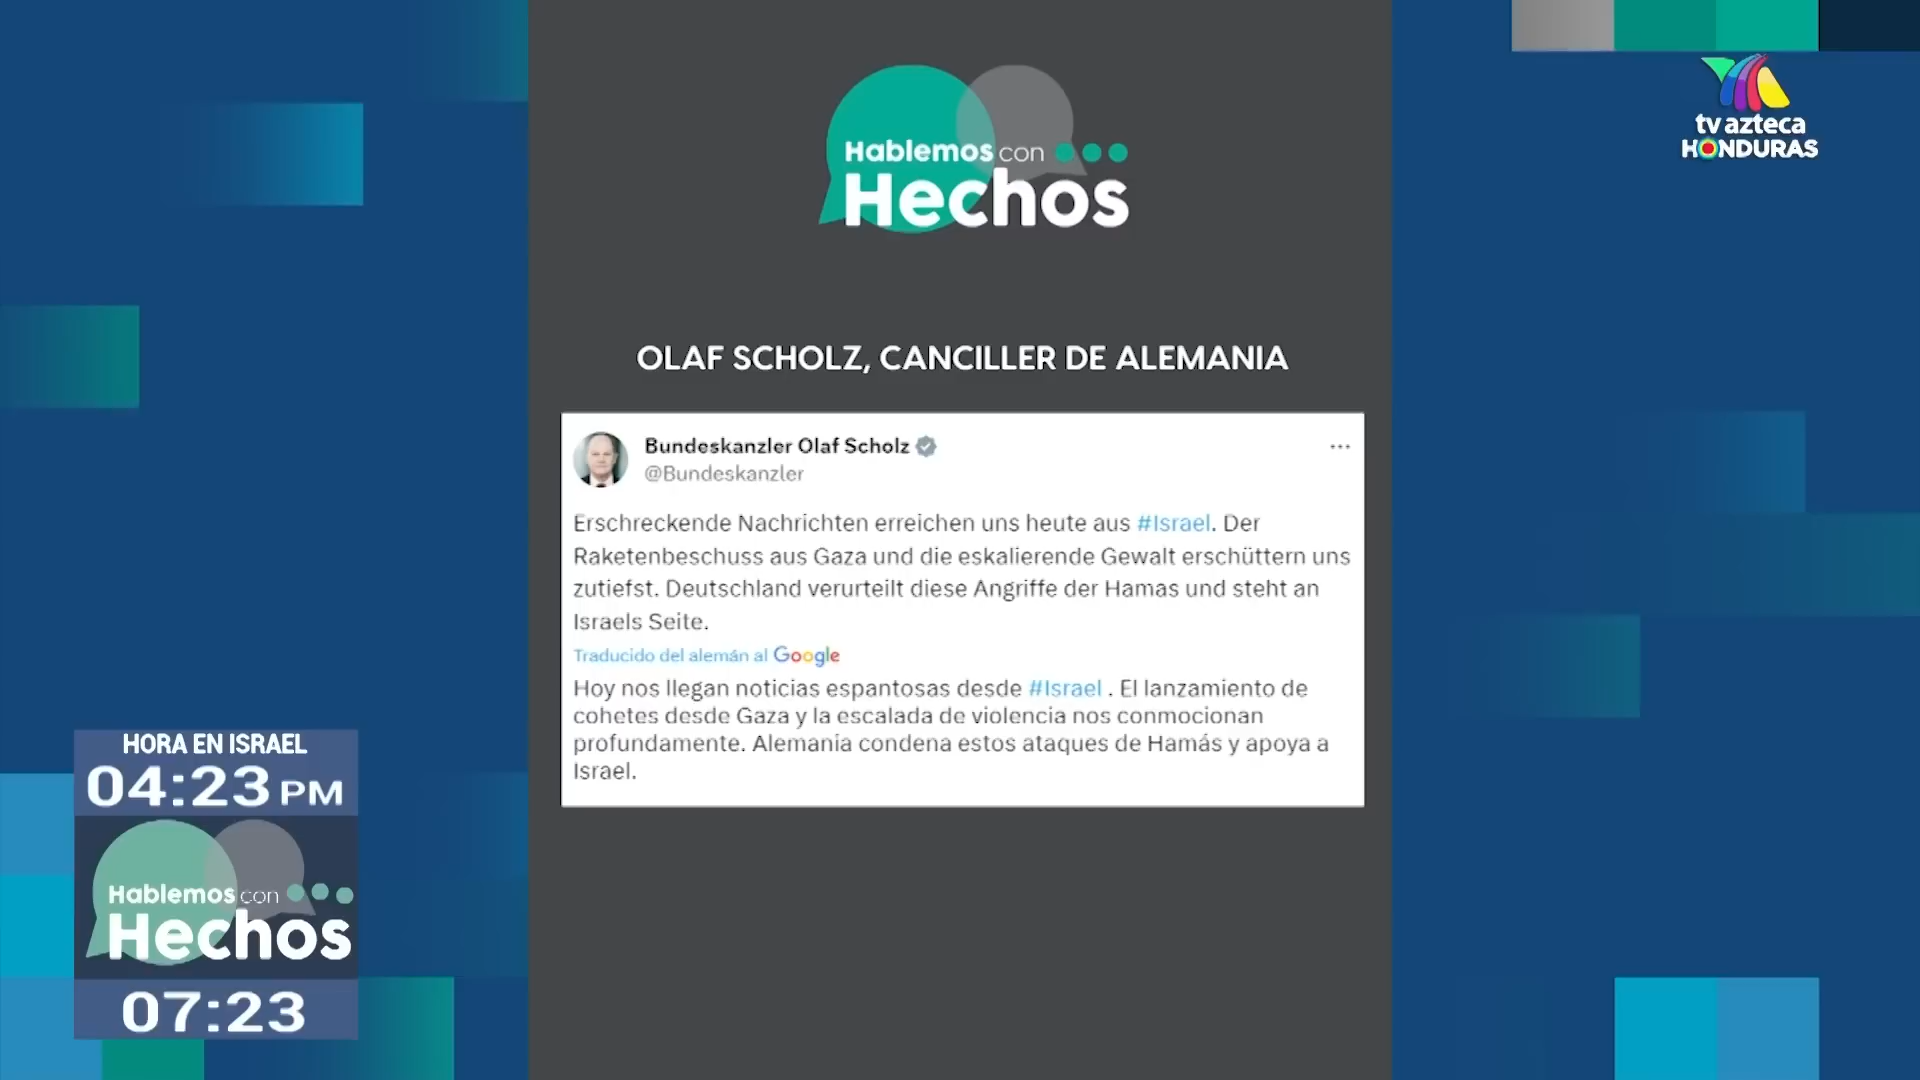 Hablemos con
Hechos
tv azteca
HONDURAS
OLAF SCHOLZ, CANCILLER DE ALEMANIA
Bundeskanzler Olaf Scholz
@Bundeskanzler
Erschreckende Nachrichten erreichen uns heute aus #Israel. Der
Raketenbeschuss aus Gaza und die eskalierende Gewalt erschüttern uns
zutiefst. Deutschland verurteilt diese Angriffe der Hamas und steht an
Israels Seite.
Traducido del alemán al Google
Hoy nos llegan noticias espantosas desde #Israel . El lanzamiento de
cohetes desde Gaza y la escalada de violencia nos conmocionan
profundamente. Alemania condena estos ataques de Hamás y apoya a
Israel.
HORA EN ISRAEL
04:23 PM
Hablemos con
Hechos
07:23